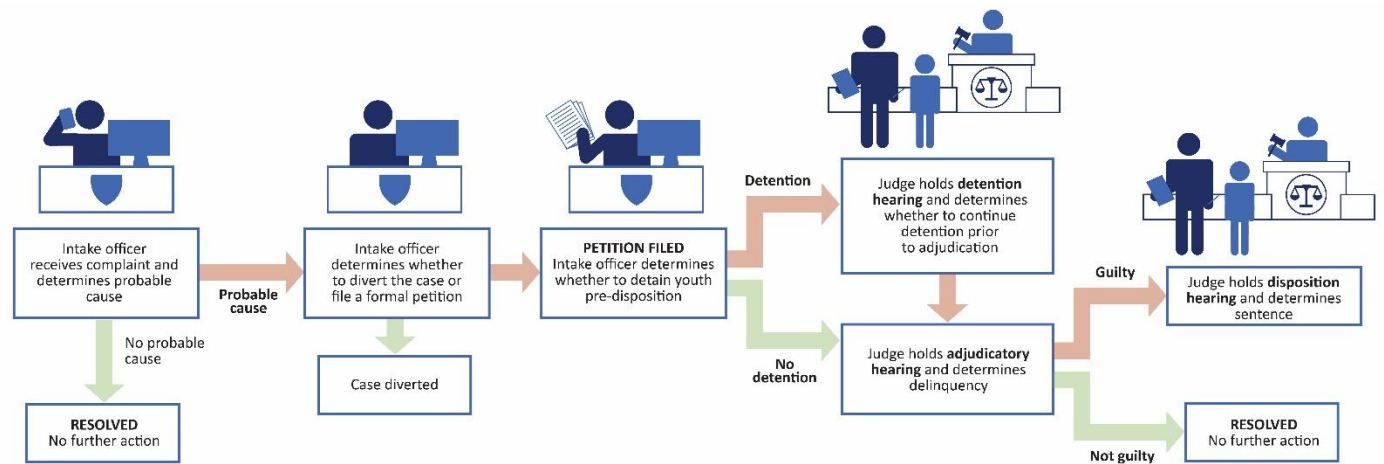 Intake officer
receives complaint and
determines probable
cause
Probable
cause
No probable
cause
RESOLVED
No further action
Intake officer
determines whether
to divert the case or
file a formal petition
Case diverted
PETITION FILED
Intake officer determines
whether to detain youth
pre-disposition
Detention
No
detention
Judge holds detention
hearing and determines
whether to continue
detention prior
to adjudication
Judge holds adjudicatory
hearing and determines
delinquency
Guilty
Judge holds disposition
hearing and determines
sentence
Not guilty
RESOLVED
No further action